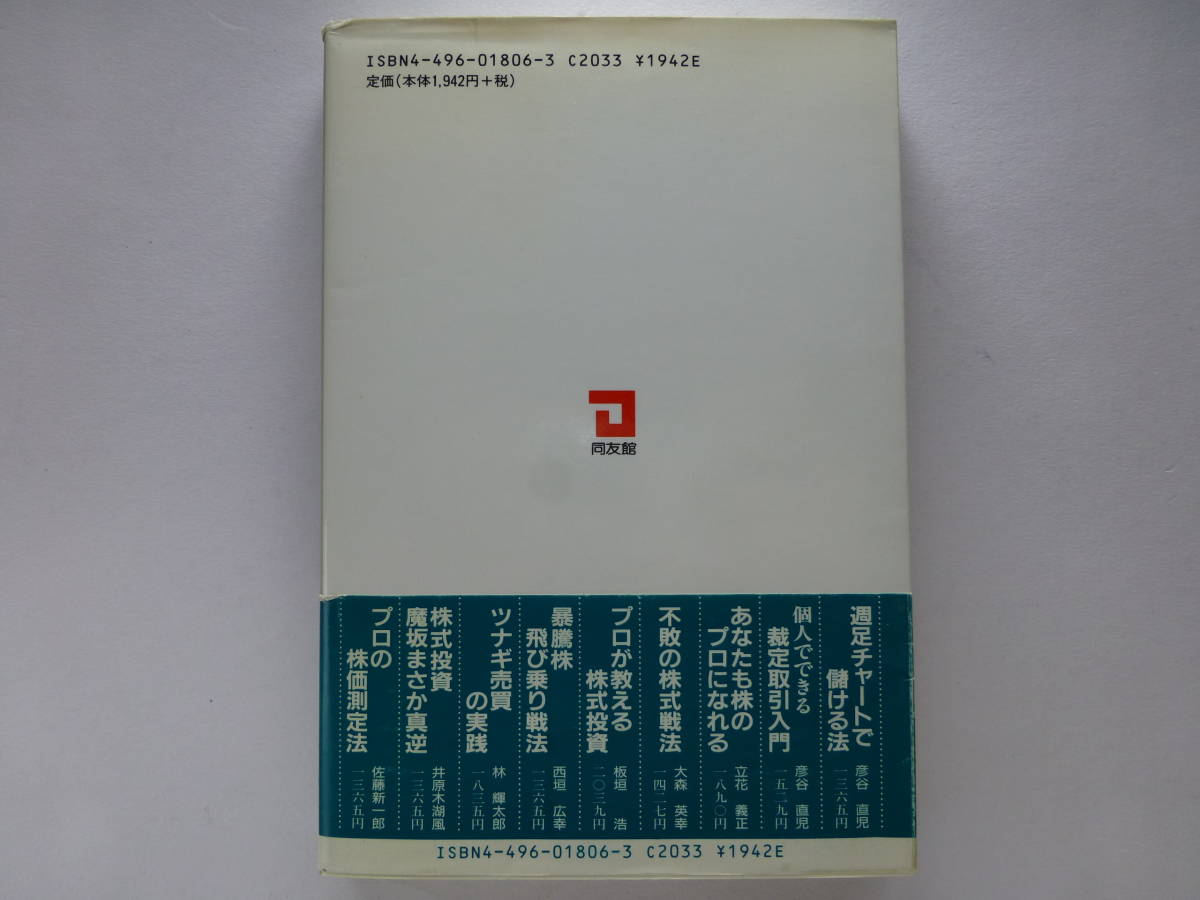 ISBN4-496-01806-3 C2033 ¥1942E
定価(本体1,942円+税)
同友館
週足チャートで
儲ける法
彦谷 直児
一三六五円
個人でできる
裁定取引入門
彦谷 直児
一五二九円
あなたも株の
プロになれる
立花 義正
一八九〇円
不敗の株式戦法
大森 英幸
一四二七円
プロが教える
株式投資
板垣 浩
二〇三九円
暴騰株
飛び乗り戦法
西垣 広幸
一三六五円
ツナギ売買
の実践
林 輝太郎
一八三五円
株式投資
魔坂まさか真逆
井原木湖風
一三六五円
プロの
株価測定法
佐藤新一郎
一三六五円
ISBN4-496-01806-3 C2033 ¥1942E